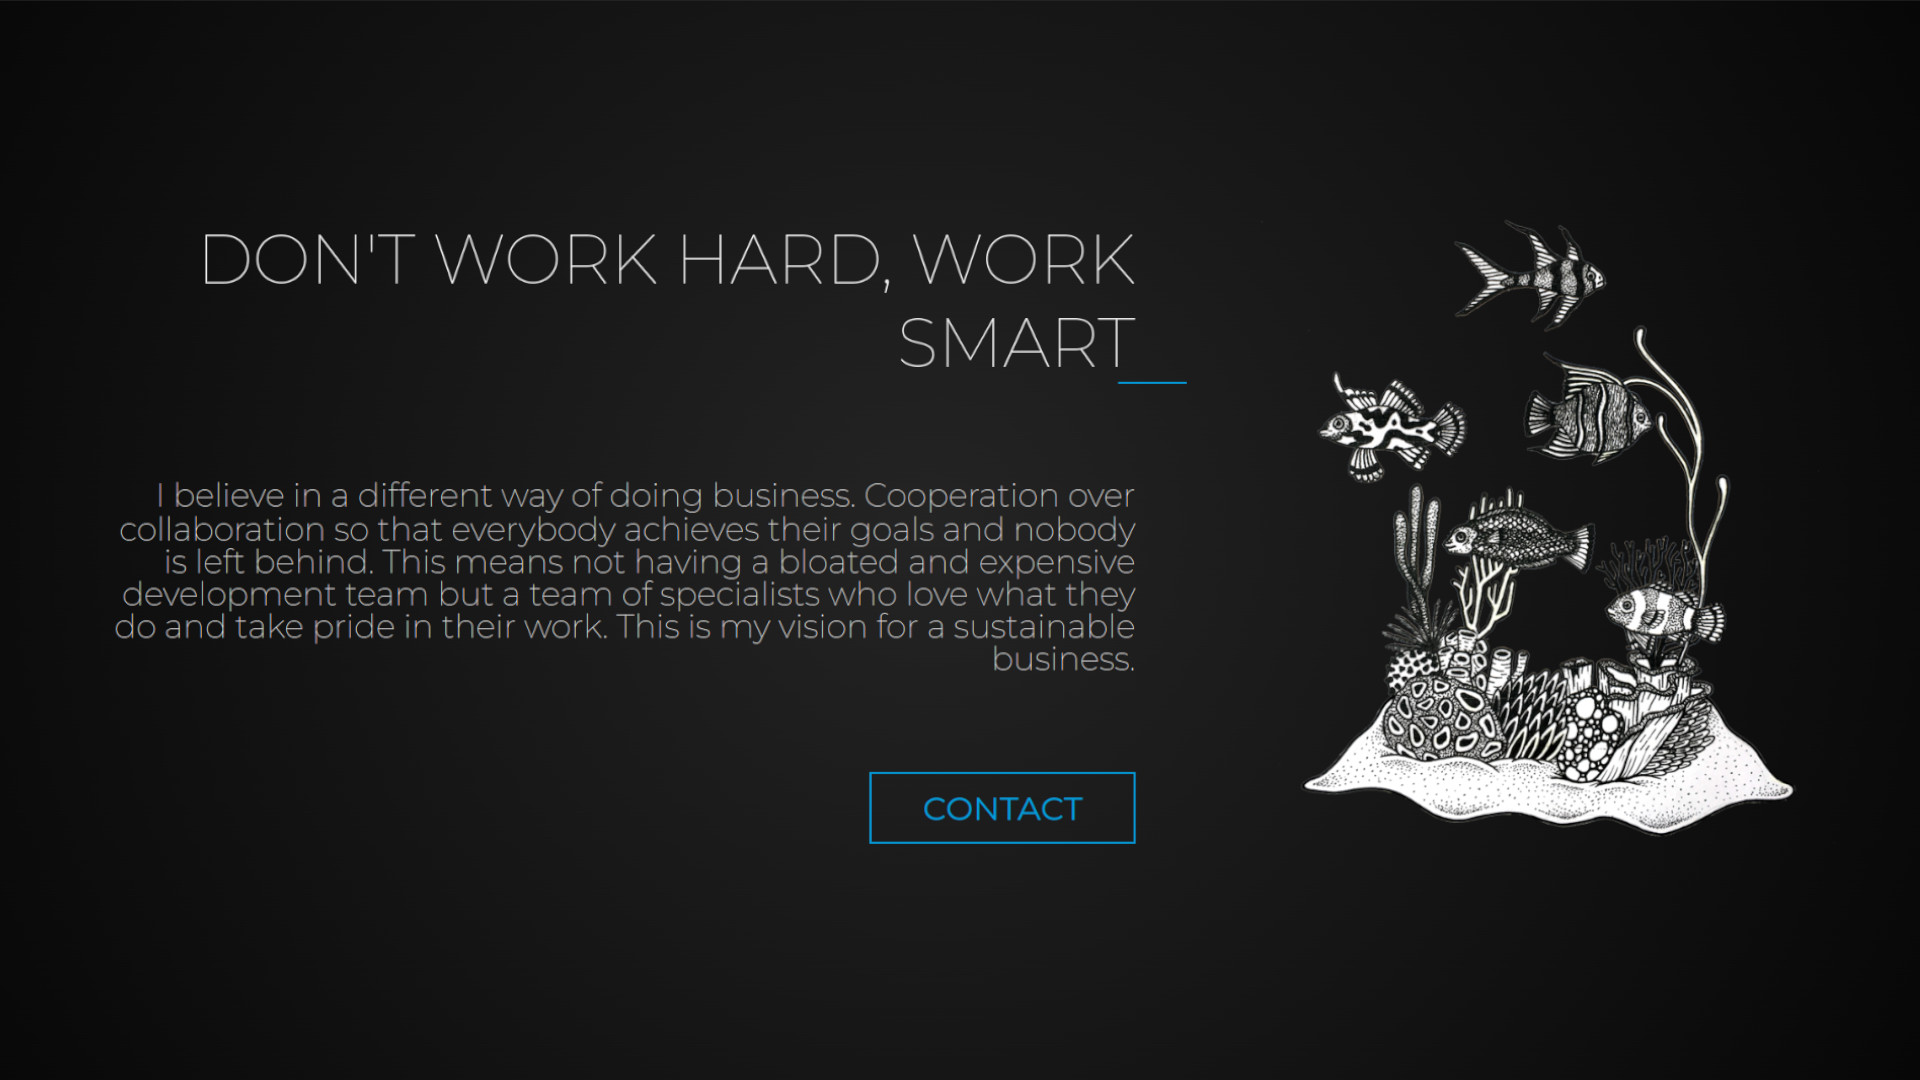 DON'T WORK HARD, WORK
SMART
I believe in a different way of doing business. Cooperation over
collaboration so that everybody achieves their goals and nobody
is left behind. This means not having a bloated and expensive
development team but a team of specialists who love what they
do and take pride in their work. This is my vision for a sustainable
business.
CONTACT